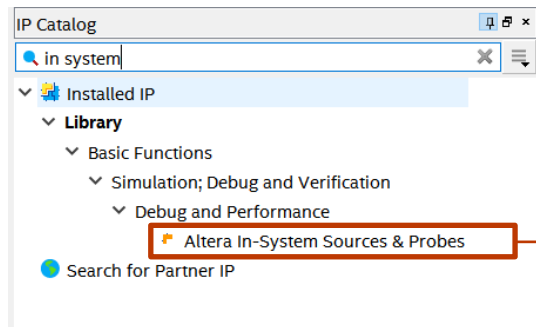 IP Catalog
in system
Installed IP
Library
Basic Functions
Simulation; Debug and Verification
Debug and Performance
Altera In-System Sources & Probes
Search for Partner IP